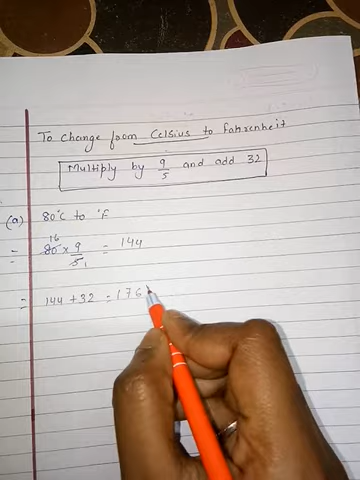 To change from Celsius to Fahrenheit
Multiply by 9/5 and add 32
(a) 80°C to °F
= 80 16 × 9/5 1 = 144
= 144 + 32 = 176